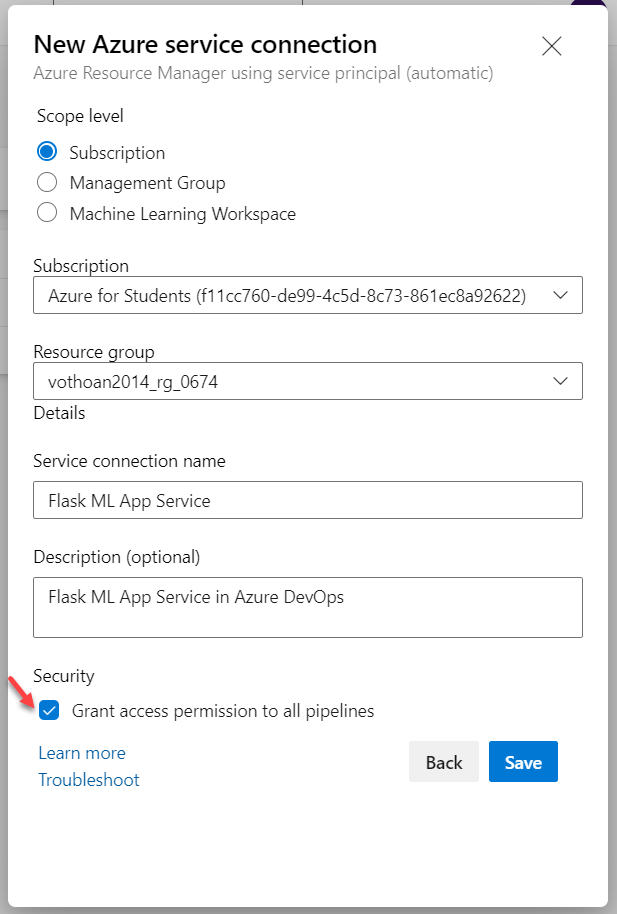 New Azure service connection
Azure Resource Manager using service principal (automatic)
Scope level
Subscription
Management Group
Machine Learning Workspace
Subscription
Azure for Students (f11cc760-de99-4c5d-8c73-861ec8a92622)
Resource group
vothoan2014_rg_0674
Details
Service connection name
Flask ML App Service
Description (optional)
Flask ML App Service in Azure DevOps
Security
Grant access permission to all pipelines
Learn more
Troubleshoot
Back
Save